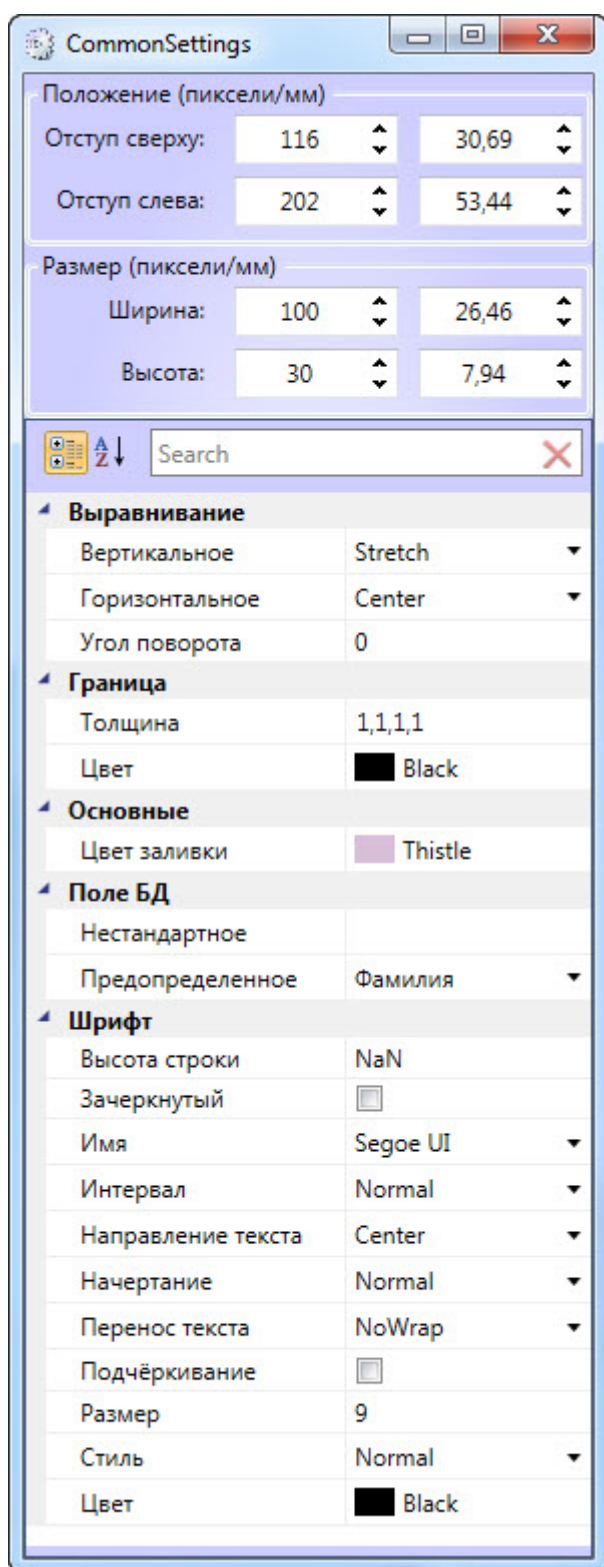 CommonSettings
Положение (пиксели/мм)
Отступ сверху: 116 30,69
Отступ слева: 202 53,44
Размер (пиксели/мм)
Ширина: 100 26,46
Высота: 30 7,94
AZ Search
Выравнивание
Вертикальное Stretch
Горизонтальное Center
Угол поворота 0
Граница
Толщина 1,1,1,1
Цвет Black
Основные
Цвет заливки Thistle
Поле БД
Нестандартное
Предопределенное Фамилия
Шрифт
Высота строки NaN
Зачеркнутый
Имя Segoe UI
Интервал Normal
Направление текста Center
Начертание Normal
Перенос текста NoWrap
Подчёркивание
Размер 9
Стиль Normal
Цвет Black